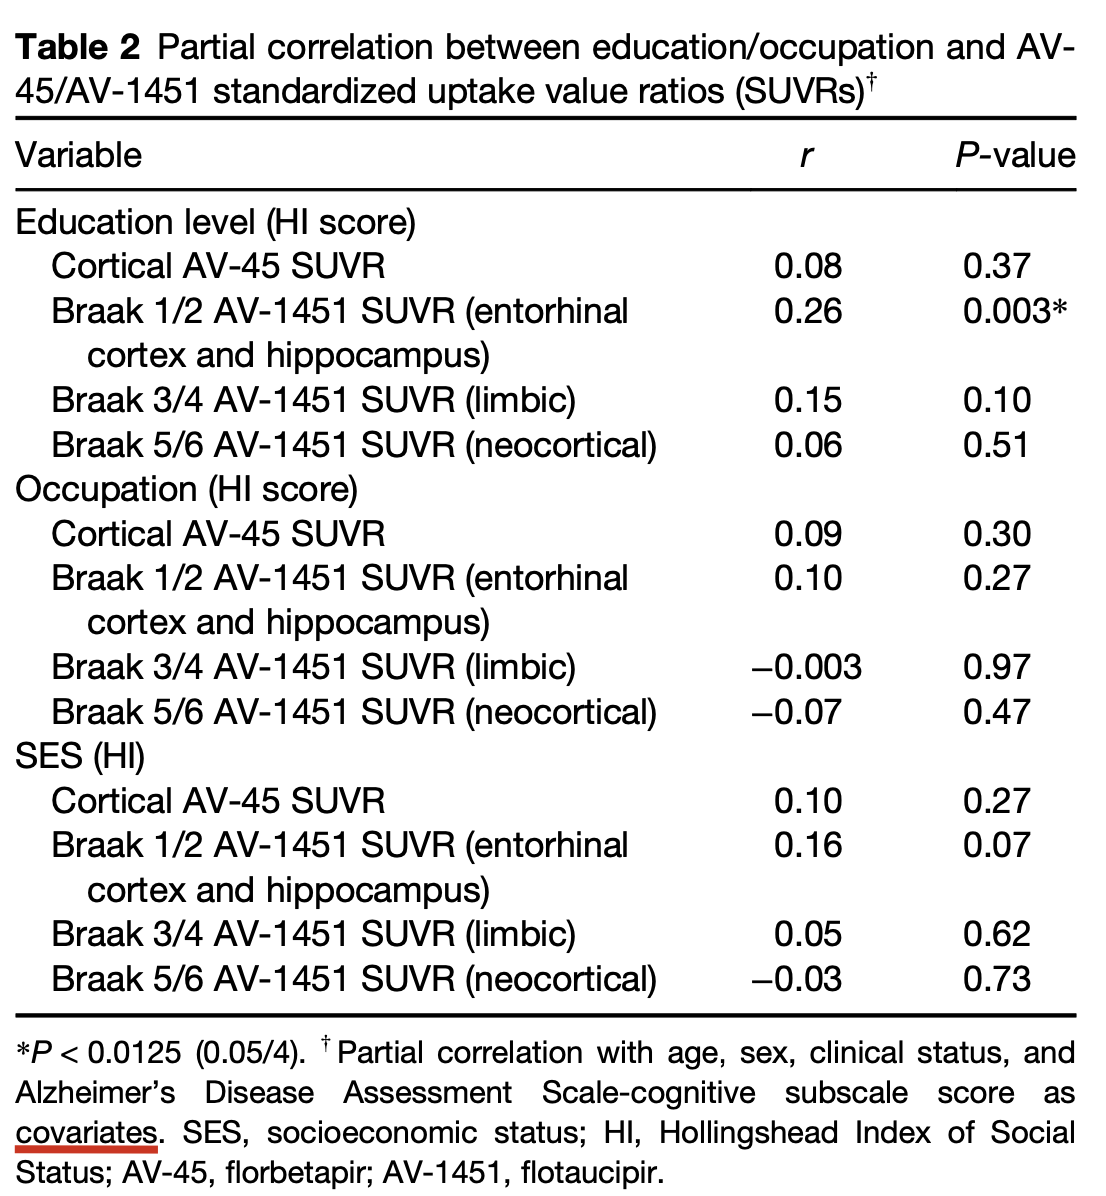 Table 2 Partial correlation between education/occupation and AV-
45/AV-1451 standardized uptake value ratios (SUVRs)†
Variable r P-value
Education level (HI score)
Cortical AV-45 SUVR 0.08 0.37
Braak 1/2 AV-1451 SUVR (entorhinal 0.26 0.003*
cortex and hippocampus)
Braak 3/4 AV-1451 SUVR (limbic) 0.15 0.10
Braak 5/6 AV-1451 SUVR (neocortical) 0.06 0.51
Occupation (HI score)
Cortical AV-45 SUVR 0.09 0.30
Braak 1/2 AV-1451 SUVR (entorhinal 0.10 0.27
cortex and hippocampus)
Braak 3/4 AV-1451 SUVR (limbic) −0.003 0.97
Braak 5/6 AV-1451 SUVR (neocortical) −0.07 0.47
SES (HI)
Cortical AV-45 SUVR 0.10 0.27
Braak 1/2 AV-1451 SUVR (entorhinal 0.16 0.07
cortex and hippocampus)
Braak 3/4 AV-1451 SUVR (limbic) 0.05 0.62
Braak 5/6 AV-1451 SUVR (neocortical) −0.03 0.73
*P < 0.0125 (0.05/4). †Partial correlation with age, sex, clinical status, and
Alzheimer's Disease Assessment Scale-cognitive subscale score as
covariates. SES, socioeconomic status; HI, Hollingshead Index of Social
Status; AV-45, florbetapir; AV-1451, flotaucipir.